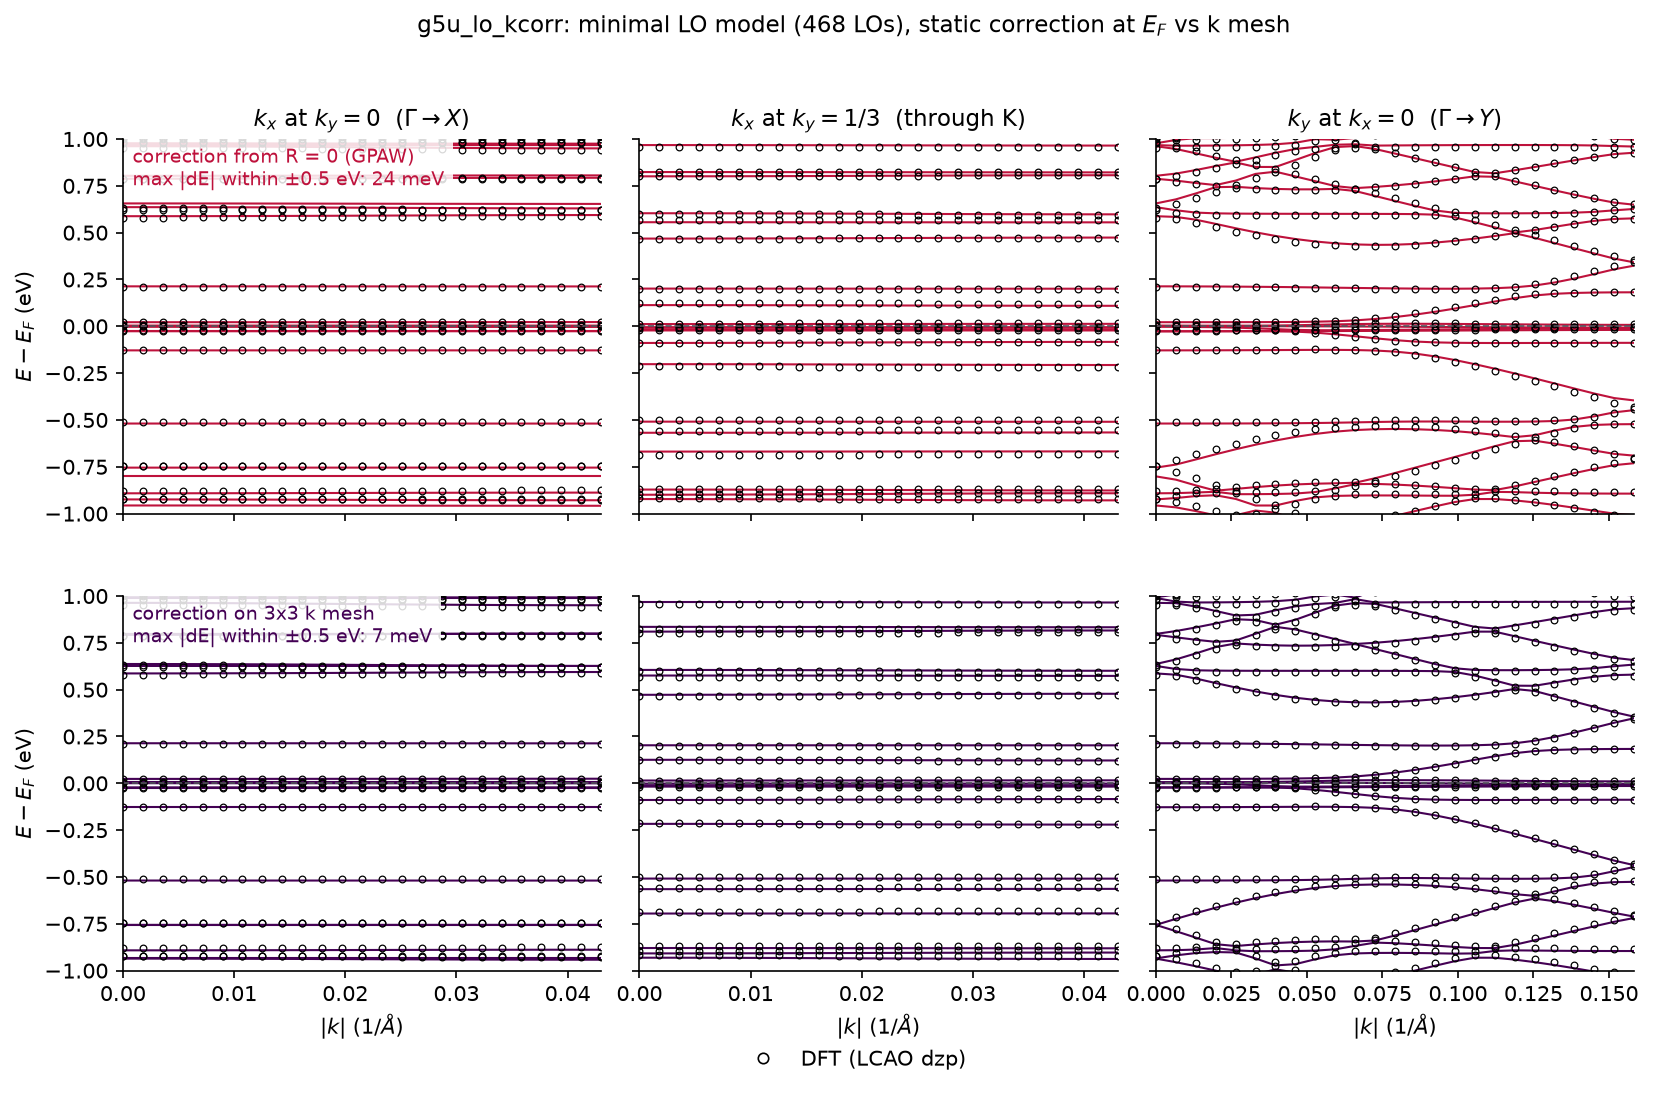 g5u_lo_kcorr: minimal LO model (468 LOs), static correction at E_F vs k mesh
k_x at k_y = 0 (Γ → X)
k_x at k_y = 1/3 (through K)
k_y at k_x = 0 (Γ → Y)
correction from R = 0 (GPAW)
max |dE| within ±0.5 eV: 24 meV
E − E_F (eV)
1.00
0.75
0.50
0.25
0.00
−0.25
−0.50
−0.75
−1.00
correction on 3x3 k mesh
max |dE| within ±0.5 eV: 7 meV
E − E_F (eV)
1.00
0.75
0.50
0.25
0.00
−0.25
−0.50
−0.75
−1.00
0.00 0.01 0.02 0.03 0.04
0.00 0.01 0.02 0.03 0.04
0.000 0.025 0.050 0.075 0.100 0.125 0.150
|k| (1/Å)
|k| (1/Å)
|k| (1/Å)
DFT (LCAO dzp)